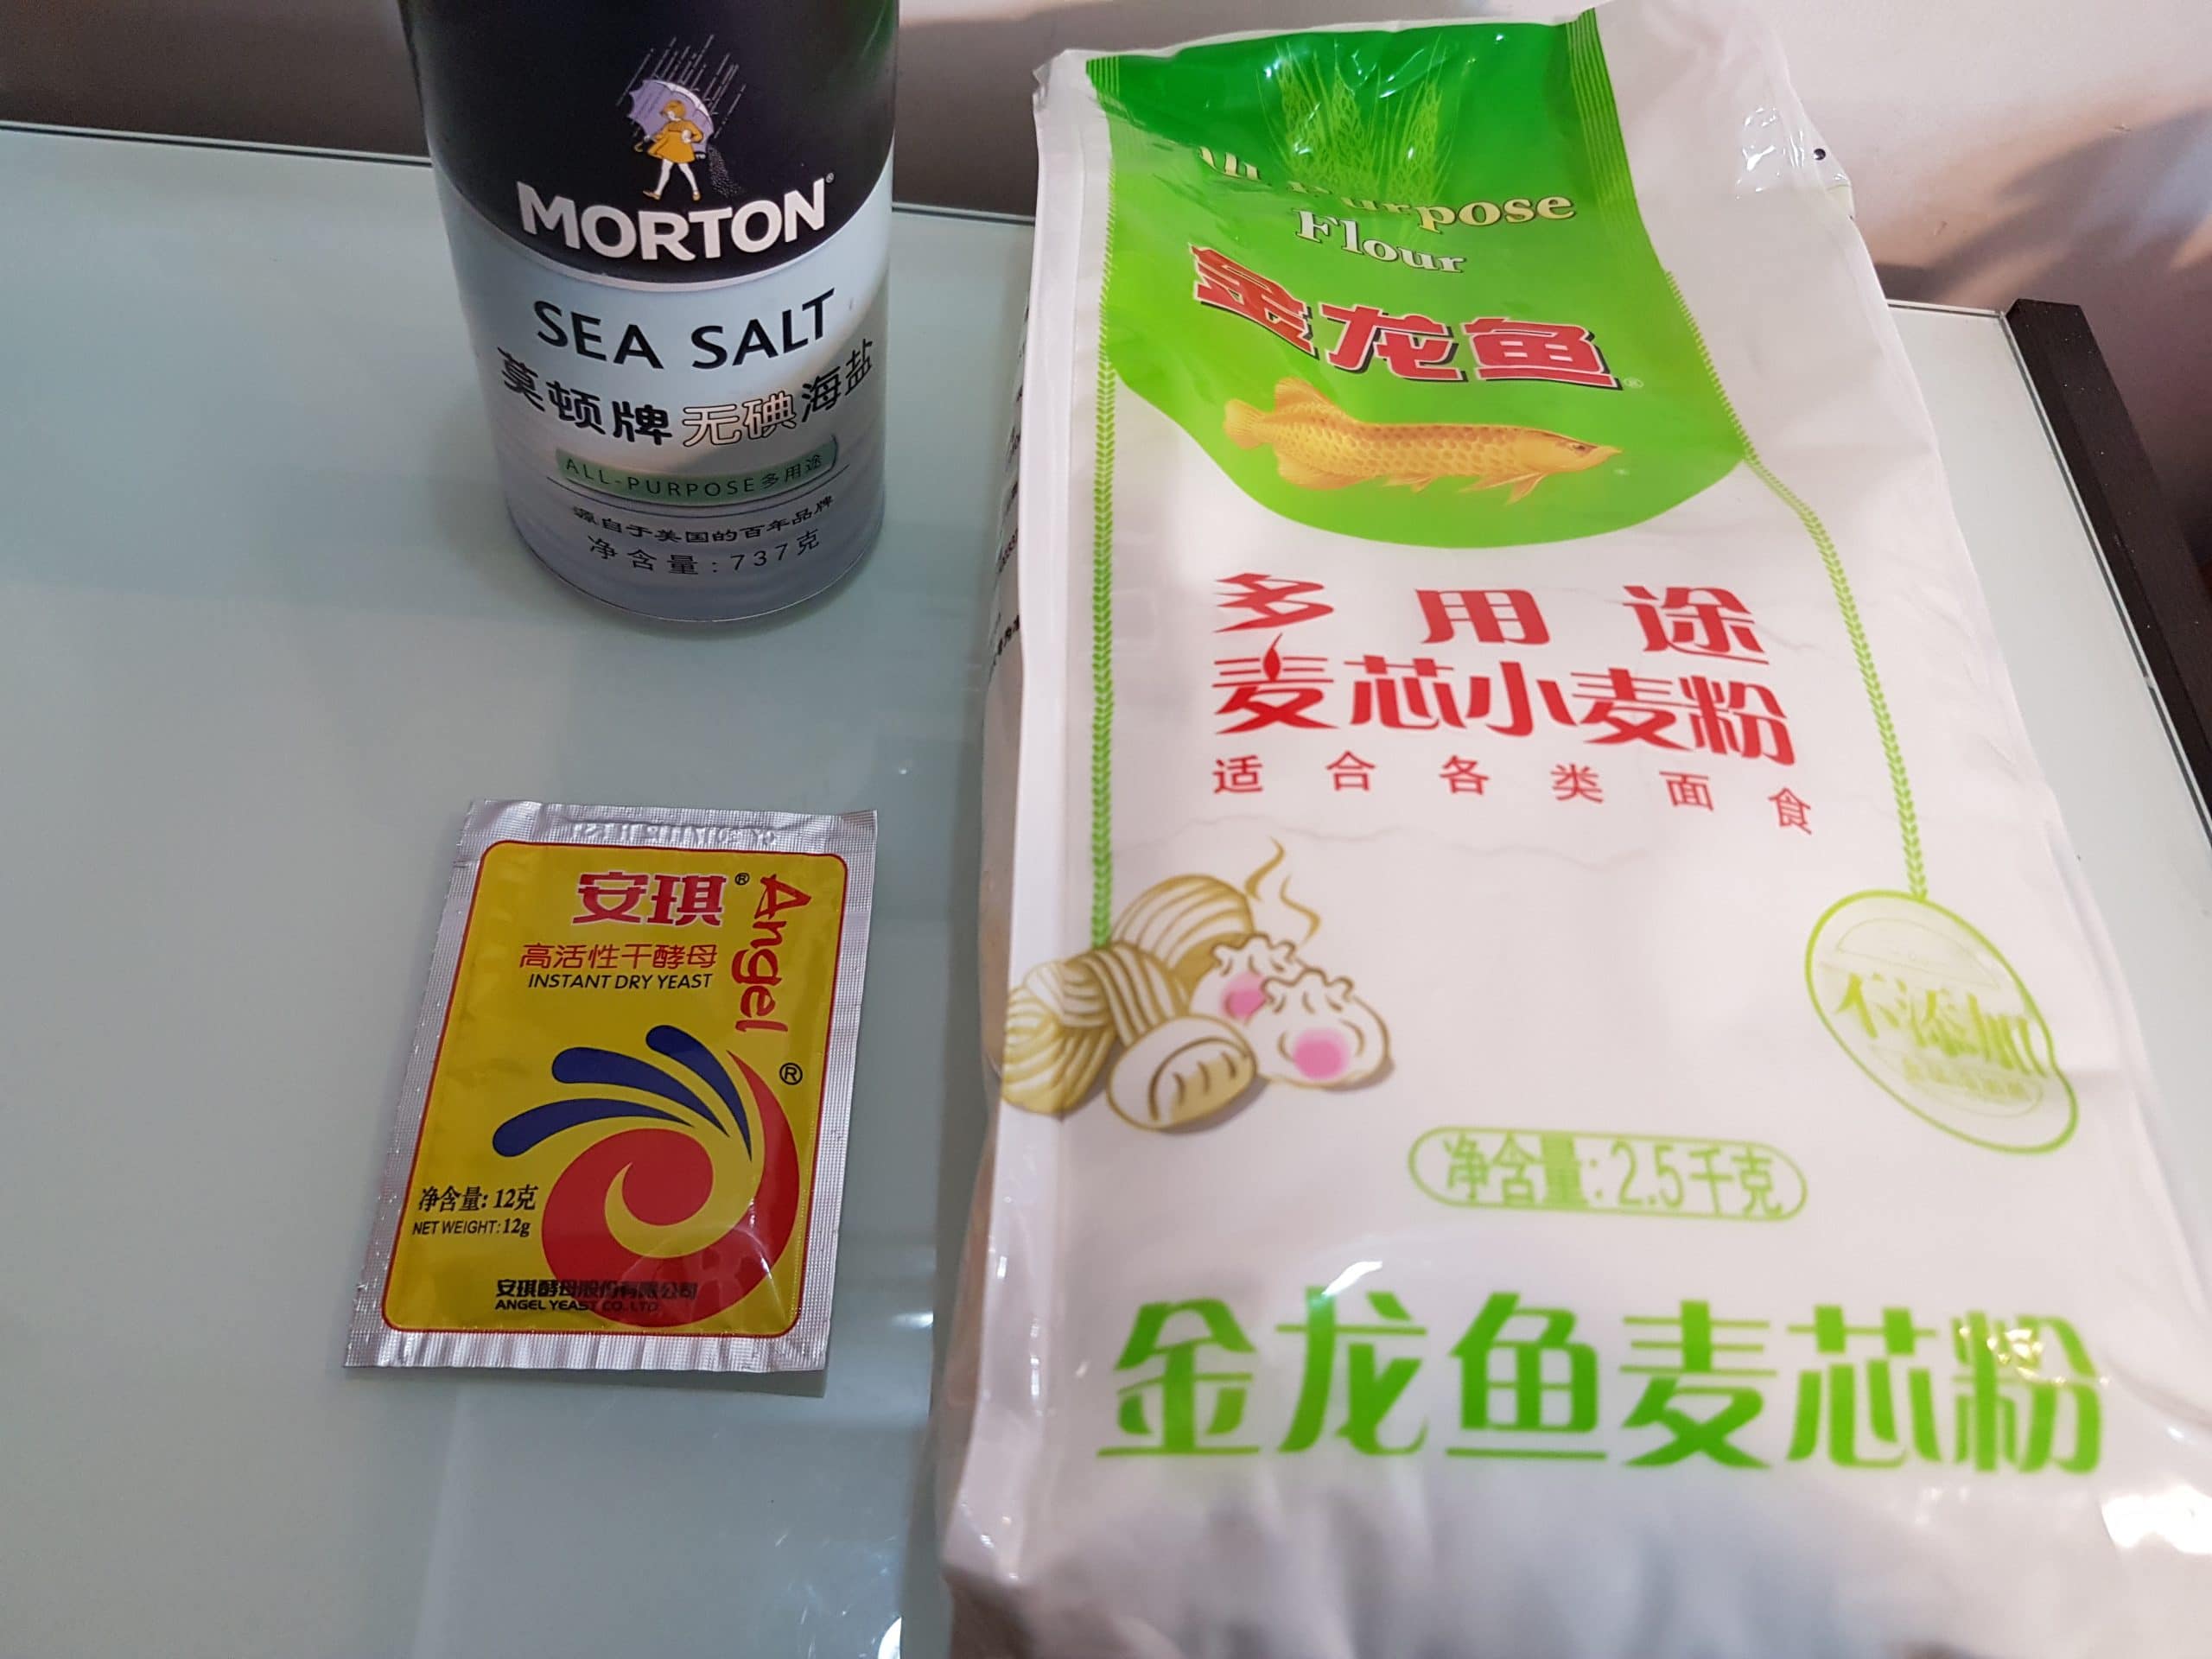 MORTON®
SEA SALT
莫顿牌无碘海盐
ALL-PURPOSE多用途
源自于美国的百年品牌
净含量:737克
Purpose
Flour
金龙鱼®
多用途
麦芯小麦粉
适合各类面食
不添加
净含量:2.5千克
金龙鱼麦芯粉
安琪®
Angel®
高活性干酵母
INSTANT DRY YEAST
净含量:12克
NET WEIGHT:12g
安琪酵母股份有限公司
ANGEL YEAST CO.,LTD